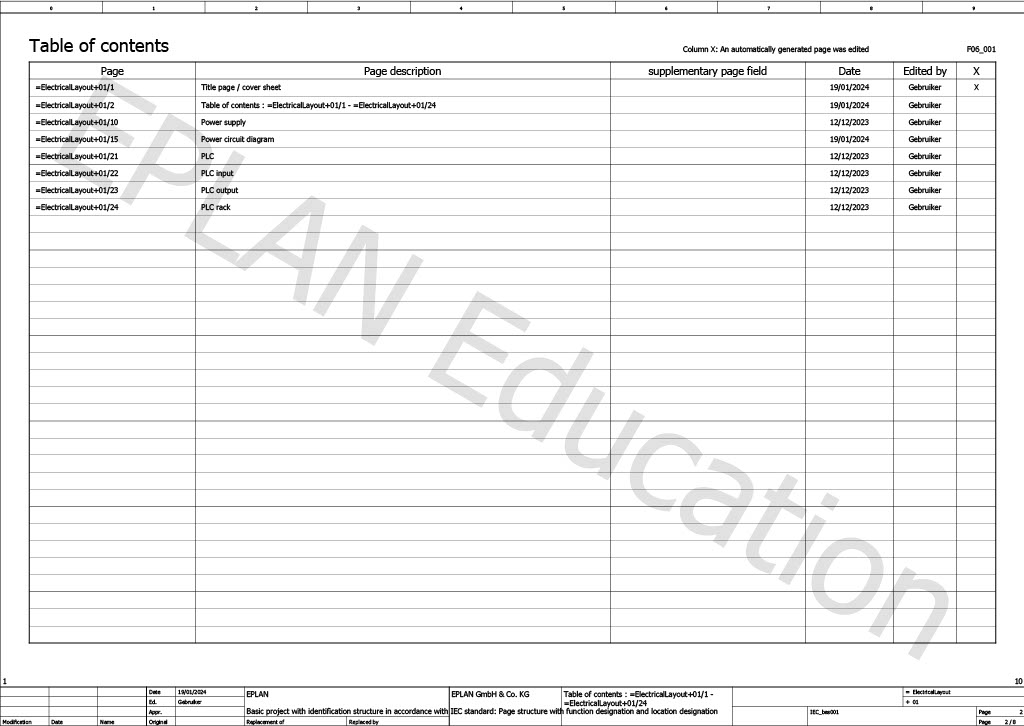 0 1 2 3 4 5 6 7 8 9
Table of contents
Column X: An automatically generated page was edited
F06_001
Page Page description supplementary page field Date Edited by X
=ElectricalLayout+01/1 Title page / cover sheet 19/01/2024 Gebruiker X
=ElectricalLayout+01/2 Table of contents : =ElectricalLayout+01/1 - =ElectricalLayout+01/24 19/01/2024 Gebruiker
=ElectricalLayout+01/10 Power supply 12/12/2023 Gebruiker
=ElectricalLayout+01/15 Power circuit diagram 19/01/2024 Gebruiker
=ElectricalLayout+01/21 PLC 12/12/2023 Gebruiker
=ElectricalLayout+01/22 PLC input 12/12/2023 Gebruiker
=ElectricalLayout+01/23 PLC output 12/12/2023 Gebruiker
=ElectricalLayout+01/24 PLC rack 12/12/2023 Gebruiker
EPLAN Education
1 10
Date 19/01/2024 EPLAN EPLAN GmbH & Co. KG Table of contents : =ElectricalLayout+01/1 - = ElectricalLayout
Ed. Gebruiker =ElectricalLayout+01/24 + 01
Appr. Basic project with identification structure in accordance with IEC standard: Page structure with function designation and location designation IEC_bas001 Page 2
Modification Date Name Original Replacement of Replaced by Page 2 / 8